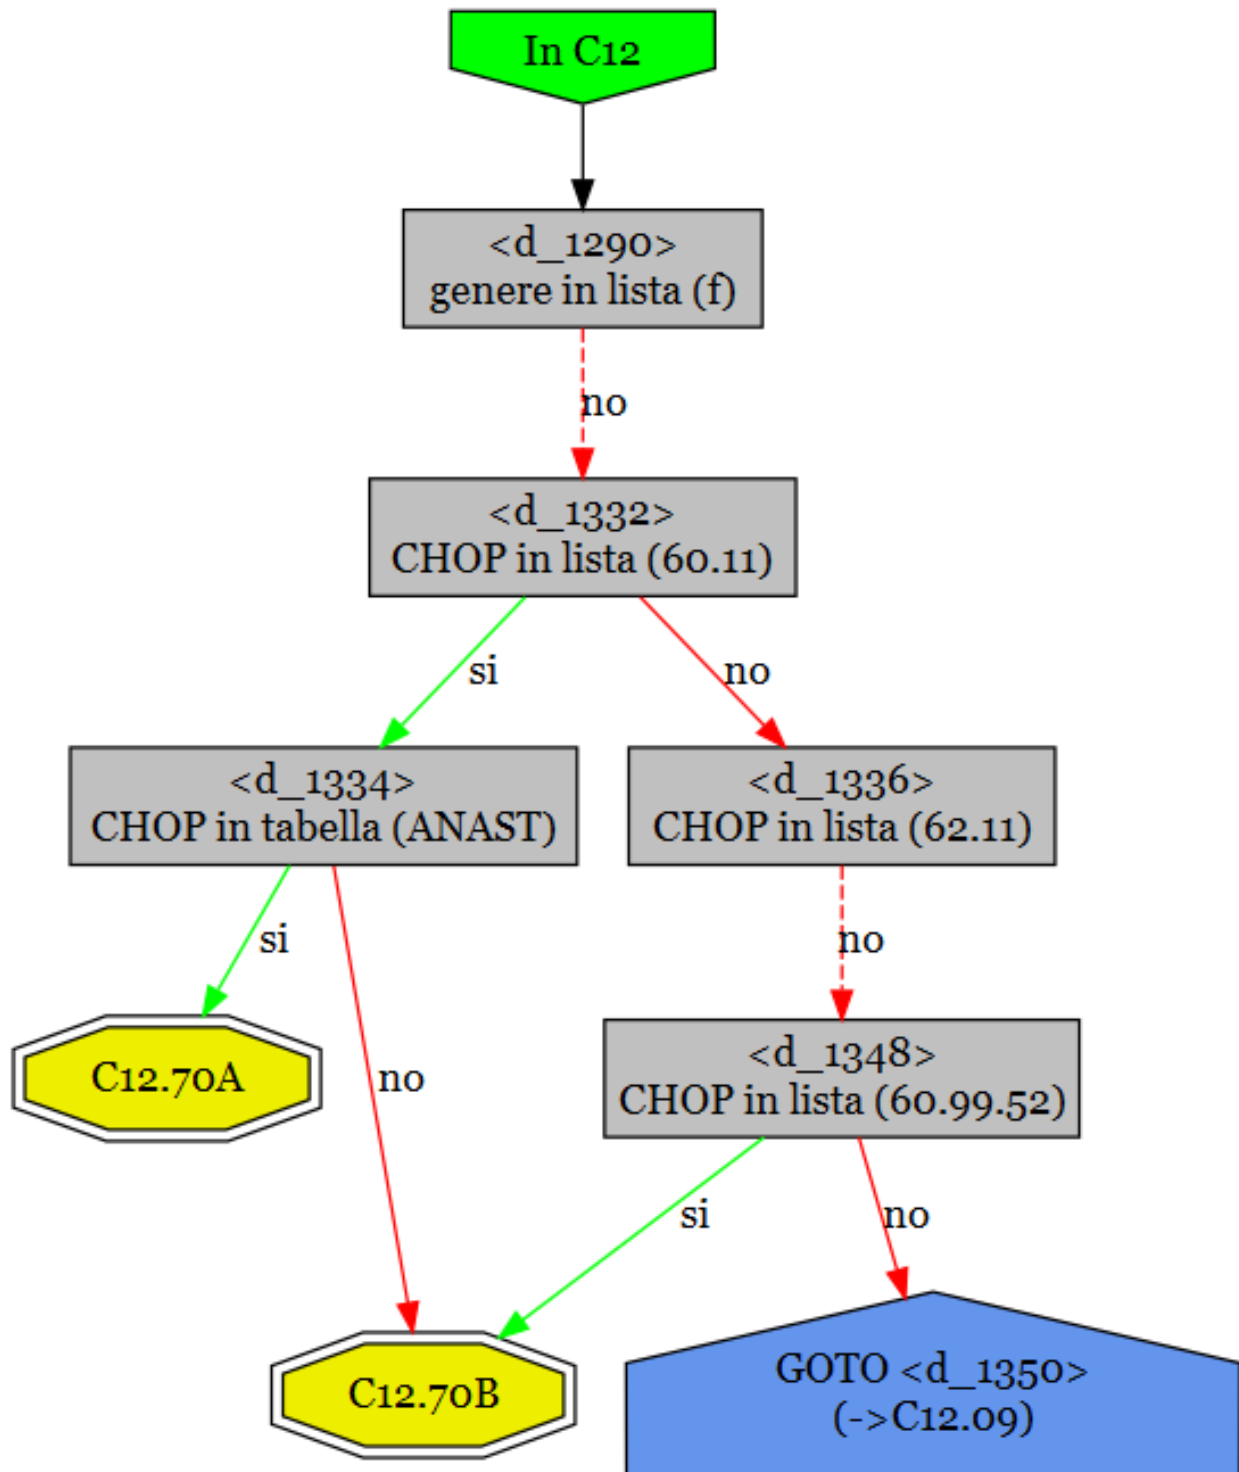 In C12
<d_1290>
genere in lista (f)
no
<d_1332>
CHOP in lista (60.11)
si
no
<d_1334>
CHOP in tabella (ANAST)
<d_1336>
CHOP in lista (62.11)
si
no
<d_1348>
CHOP in lista (60.99.52)
C12.70A
no
si
no
C12.70B
GOTO <d_1350>
(->C12.09)